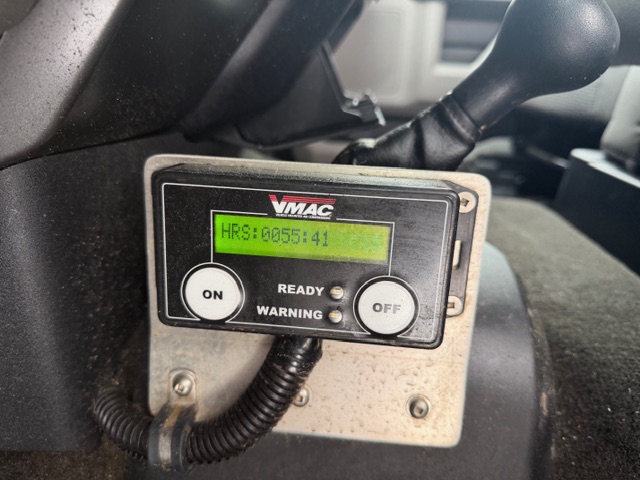 VMAC
HRS:0055:41
ON
READY
WARNING
OFF